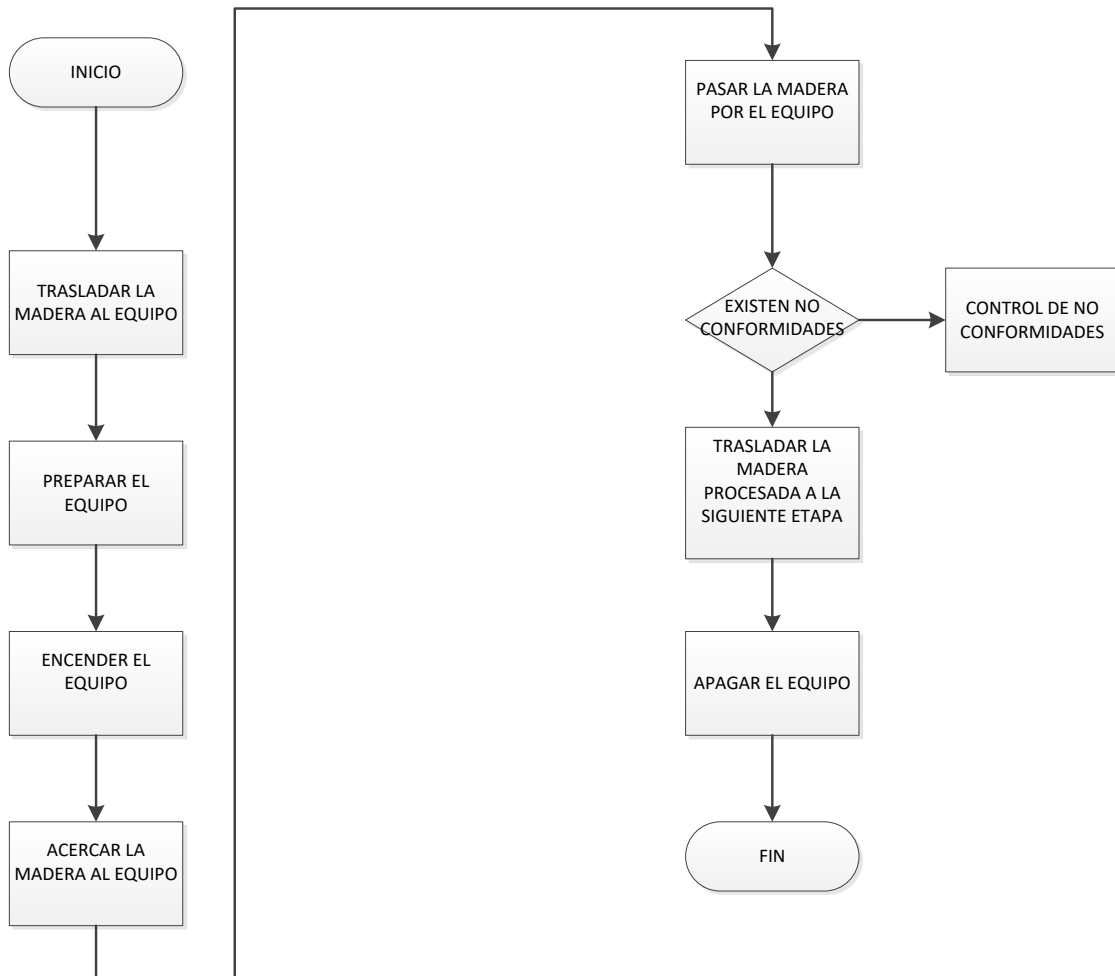 INICIO
TRASLADAR LA
MADERA AL EQUIPO
PREPARAR EL
EQUIPO
ENCENDER EL
EQUIPO
ACERCAR LA
MADERA AL EQUIPO
PASAR LA MADERA
POR EL EQUIPO
EXISTEN NO
CONFORMIDADES
CONTROL DE NO
CONFORMIDADES
TRASLADAR LA
MADERA
PROCESADA A LA
SIGUIENTE ETAPA
APAGAR EL EQUIPO
FIN